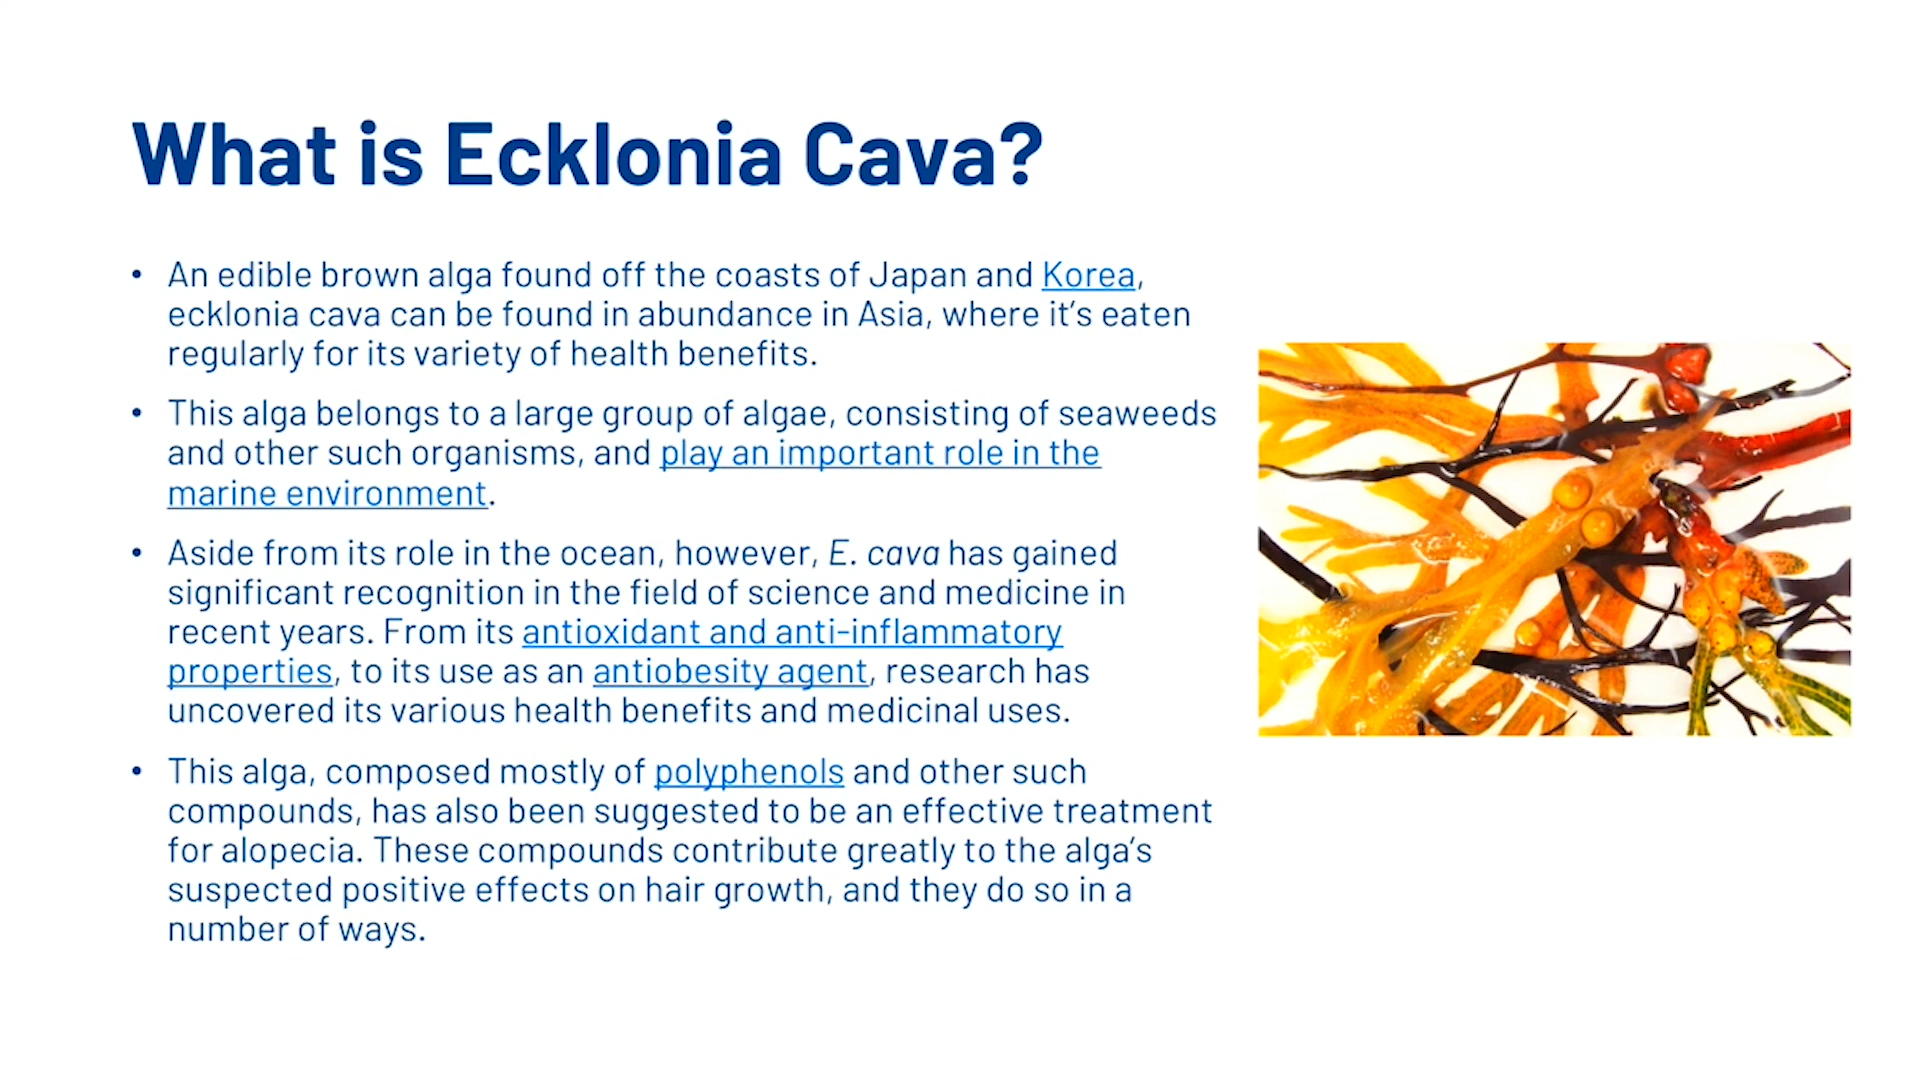 What is Ecklonia Cava?
• An edible brown alga found off the coasts of Japan and Korea,
ecklonia cava can be found in abundance in Asia, where it’s eaten
regularly for its variety of health benefits.
• This alga belongs to a large group of algae, consisting of seaweeds
and other such organisms, and play an important role in the
marine environment.
• Aside from its role in the ocean, however, E. cava has gained
significant recognition in the field of science and medicine in
recent years. From its antioxidant and anti-inflammatory
properties, to its use as an antiobesity agent, research has
uncovered its various health benefits and medicinal uses.
• This alga, composed mostly of polyphenols and other such
compounds, has also been suggested to be an effective treatment
for alopecia. These compounds contribute greatly to the alga’s
suspected positive effects on hair growth, and they do so in a
number of ways.